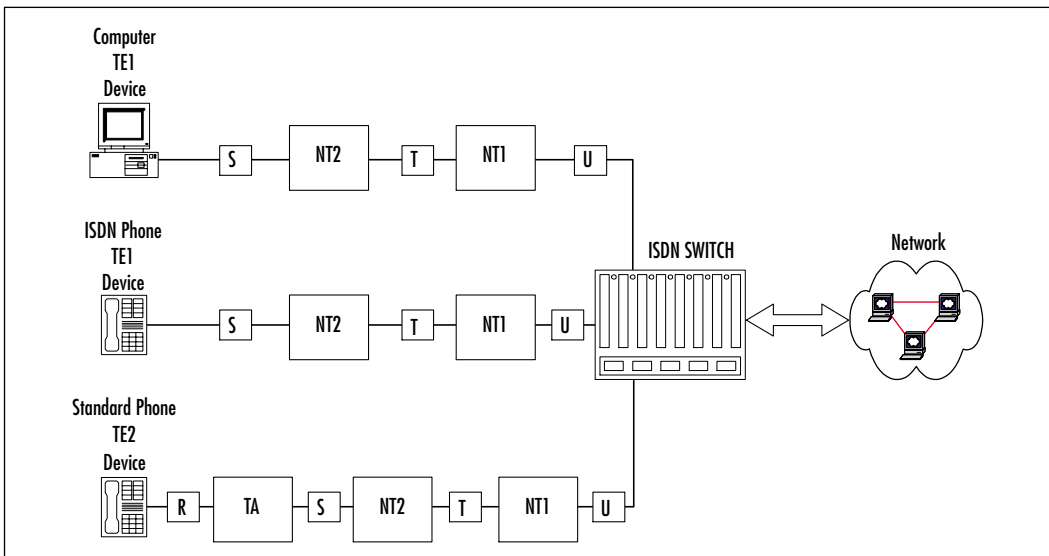 Computer
TE1
Device
S
NT2
T
NT1
U
ISDN Phone
TE1
Device
S
NT2
T
NT1
U
ISDN SWITCH
Network
Standard Phone
TE2
Device
R
TA
S
NT2
T
NT1
U